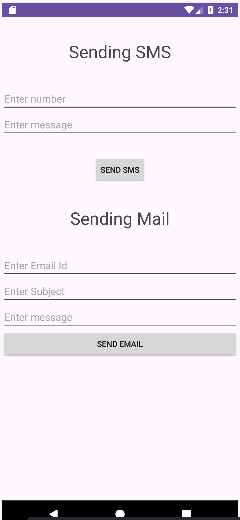 2:31
Sending SMS
Enter number
Enter message
SEND SMS
Sending Mail
Enter Email Id
Enter Subject
Enter message
SEND EMAIL